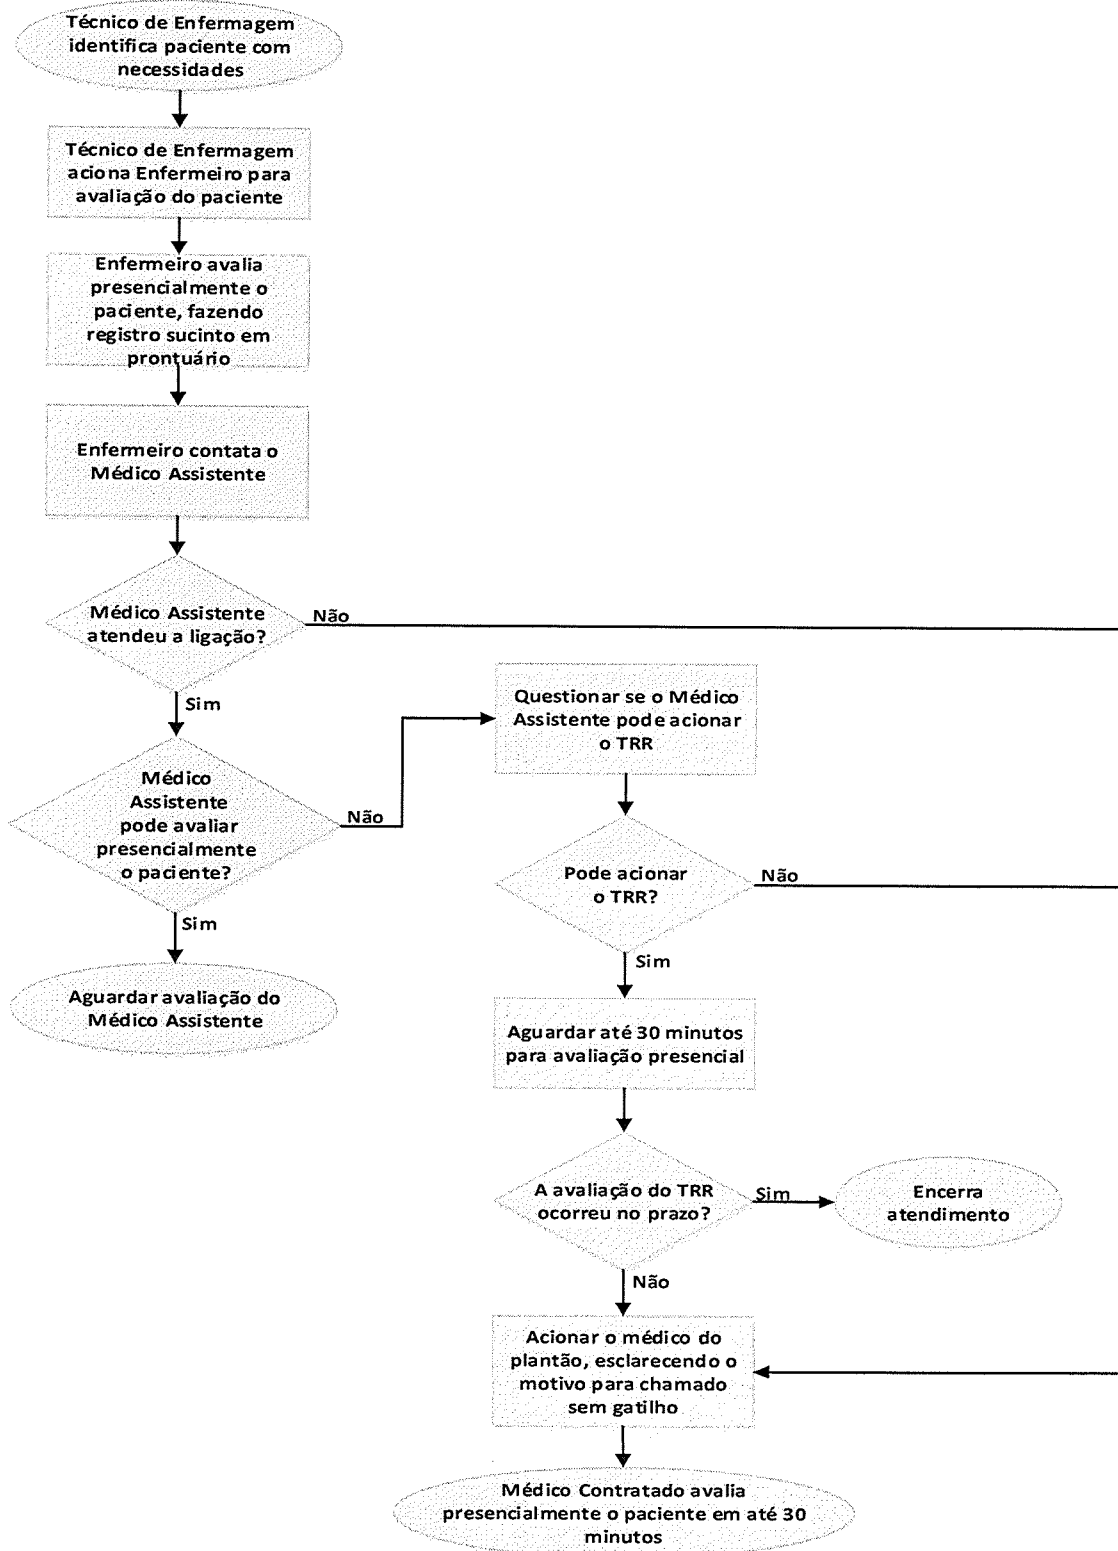 Técnico de Enfermagem
identifica paciente com
necessidades
Técnico de Enfermagem
aciona Enfermeiro para
avaliação do paciente
Enfermeiro avalia
presencialmente o
paciente, fazendo
registro sucinto em
prontuário
Enfermeiro contata o
Médico Assistente
Médico Assistente
atendeu a ligação?
Não
Sim
Médico
Assistente
pode avaliar
presencialmente
o paciente?
Não
Sim
Aguardar avaliação do
Médico Assistente
Questionar se o Médico
Assistente pode acionar
o TRR
Pode acionar
o TRR?
Não
Sim
Aguardar até 30 minutos
para avaliação presencial
A avaliação do TRR
ocorreu no prazo?
Sim
Encerra
atendimento
Não
Acionar o médico do
plantão, esclarecendo o
motivo para chamado
sem gatilho
Médico Contratado avalia
presencialmente o paciente em até 30
minutos